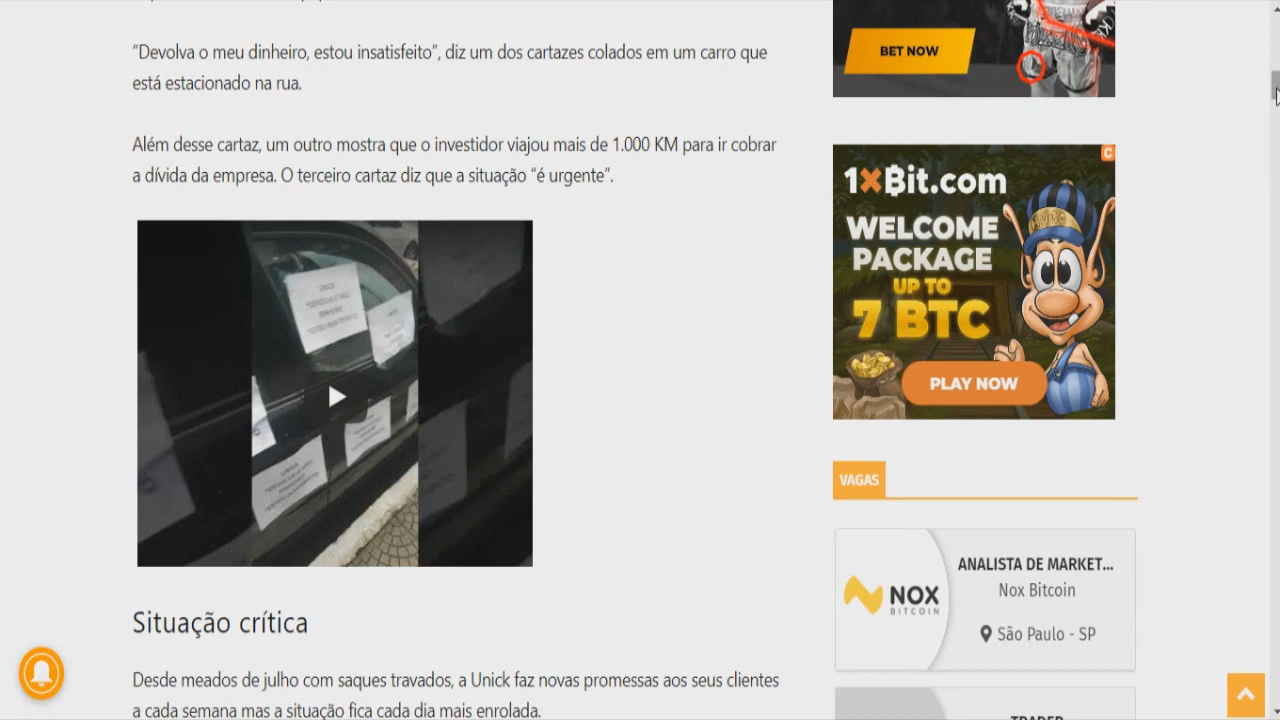 “Devolva o meu dinheiro, estou insatisfeito”, diz um dos cartazes colados em um carro que
está estacionado na rua.
Além desse cartaz, um outro mostra que o investidor viajou mais de 1.000 KM para ir cobrar
a dívida da empresa. O terceiro cartaz diz que a situação “é urgente”.
Situação crítica
Desde meados de julho com saques travados, a Unick faz novas promessas aos seus clientes
a cada semana mas a situação fica cada dia mais enrolada.
BET NOW
1XBit.com
WELCOME
PACKAGE
UP TO
7 BTC
PLAY NOW
VAGAS
NOX
BITCOIN
ANALISTA DE MARKET...
Nox Bitcoin
São Paulo - SP